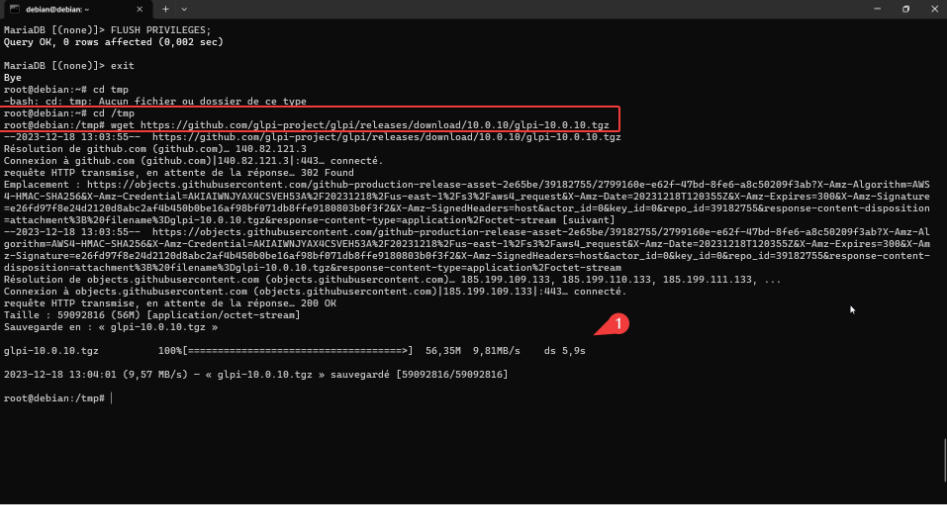 debian@debian: ~
MariaDB [(none)]> FLUSH PRIVILEGES;
Query OK, 0 rows affected (0,002 sec)
MariaDB [(none)]> exit
Bye
root@debian:~# cd tmp
-bash: cd: tmp: Aucun fichier ou dossier de ce type
root@debian:~# cd /tmp
root@debian:/tmp# wget https://github.com/glpi-project/glpi/releases/download/10.0.10/glpi-10.0.10.tgz
--2023-12-18 13:03:55--  https://github.com/glpi-project/glpi/releases/download/10.0.10/glpi-10.0.10.tgz
Résolution de github.com (github.com)… 140.82.121.3
Connexion à github.com (github.com)|140.82.121.3|:443… connecté.
requête HTTP transmise, en attente de la réponse… 302 Found
Emplacement : https://objects.githubusercontent.com/github-production-release-asset-2e65be/39182755/2799160e-e62f-47bd-8fe6-a8c50209f3ab?X-Amz-Algorithm=AWS
4-HMAC-SHA256&X-Amz-Credential=AKIAIWNJYAX4CSVEH53A%2F20231218%2Fus-east-1%2Fs3%2Faws4_request&X-Amz-Date=20231218T120355Z&X-Amz-Expires=300&X-Amz-Signature
=e26fd97f8e24d2120d8abc2af4b450b0be16af98bf071db8ffe9180803b0f3f2&X-Amz-SignedHeaders=host&actor_id=0&key_id=0&repo_id=39182755&response-content-disposition
=attachment%3B%20filename%3Dglpi-10.0.10.tgz&response-content-type=application%2Foctet-stream [suivant]
--2023-12-18 13:03:55--  https://objects.githubusercontent.com/github-production-release-asset-2e65be/39182755/2799160e-e62f-47bd-8fe6-a8c50209f3ab?X-Amz-Al
gorithm=AWS4-HMAC-SHA256&X-Amz-Credential=AKIAIWNJYAX4CSVEH53A%2F20231218%2Fus-east-1%2Fs3%2Faws4_request&X-Amz-Date=20231218T120355Z&X-Amz-Expires=300&X-Am
z-Signature=e26fd97f8e24d2120d8abc2af4b450b0be16af98bf071db8ffe9180803b0f3f2&X-Amz-SignedHeaders=host&actor_id=0&key_id=0&repo_id=39182755&response-content-
disposition=attachment%3B%20filename%3Dglpi-10.0.10.tgz&response-content-type=application%2Foctet-stream
Résolution de objects.githubusercontent.com (objects.githubusercontent.com)… 185.199.109.133, 185.199.110.133, 185.199.111.133, ...
Connexion à objects.githubusercontent.com (objects.githubusercontent.com)|185.199.109.133|:443… connecté.
requête HTTP transmise, en attente de la réponse… 200 OK
Taille : 59092816 (56M) [application/octet-stream]
Sauvegarde en : « glpi-10.0.10.tgz »
1
glpi-10.0.10.tgz          100%[====================================>]  56,35M  9,81MB/s    ds 5,9s
2023-12-18 13:04:01 (9,57 MB/s) — « glpi-10.0.10.tgz » sauvegardé [59092816/59092816]
root@debian:/tmp#